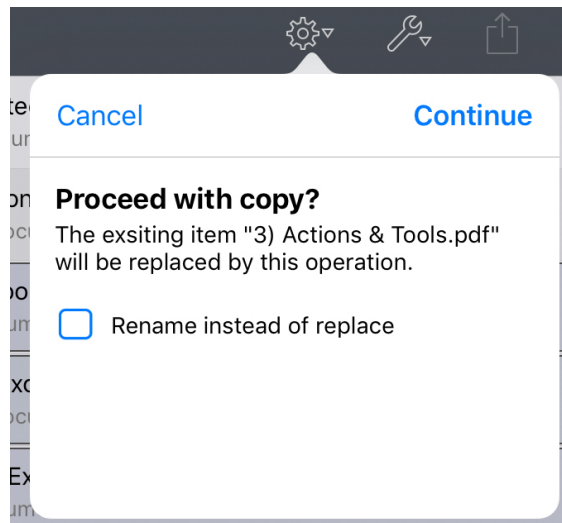 Cancel
Continue
Proceed with copy?
The exsiting item "3) Actions & Tools.pdf"
will be replaced by this operation.
Rename instead of replace